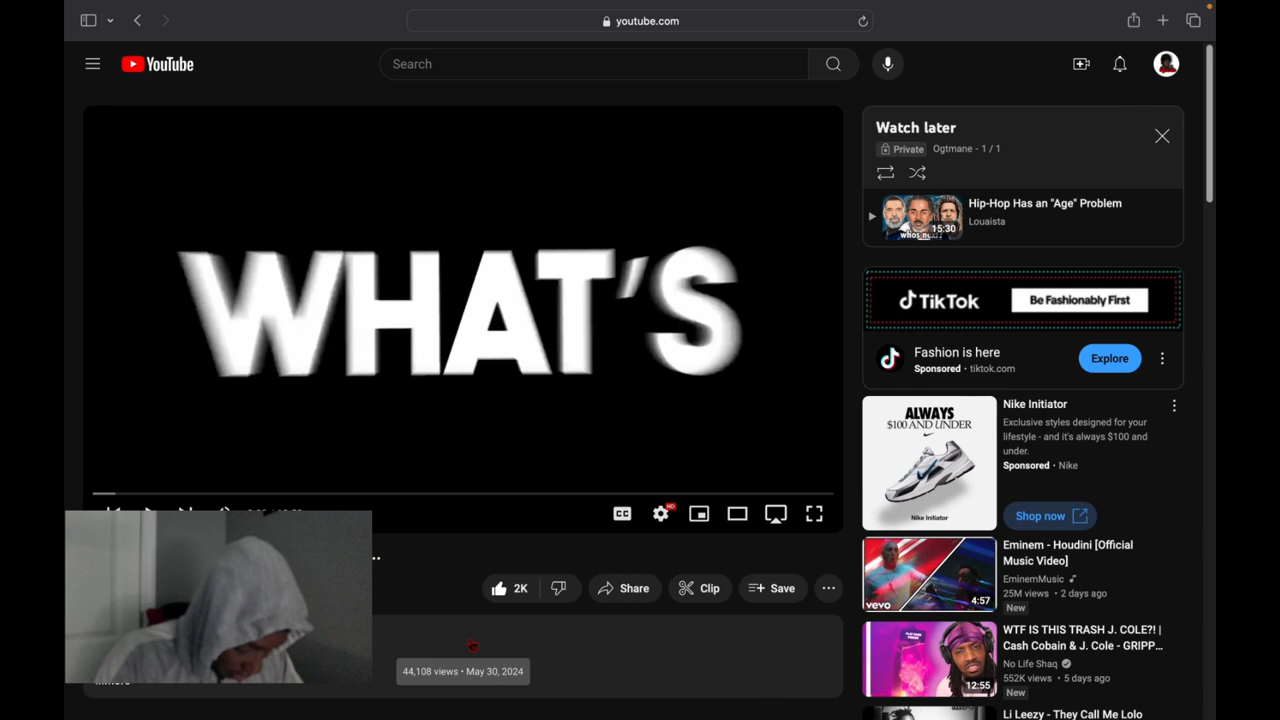 youtube.com
YouTube
Search
WHAT'S
Watch later
Private Ogtmane - 1 / 1
Hip-Hop Has an "Age" Problem
Louaista
15:30
TikTok
Be Fashionably First
Fashion is here
Sponsored • tiktok.com
Explore
ALWAYS
$100 AND UNDER
Nike Initiator
Nike Initiator
Exclusive styles designed for your
lifestyle - and it's always $100 and
under.
Sponsored • Nike
Shop now
CC
HD
2K
Share
Clip
Save
44,108 views • May 30, 2024
Eminem - Houdini [Official
Music Video]
EminemMusic
25M views • 2 days ago
New
vevo
4:57
WTF IS THIS TRASH J. COLE?! |
Cash Cobain & J. Cole - GRIPP...
No Life Shaq
552K views • 5 days ago
New
12:55
Li Leezy - They Call Me Lolo